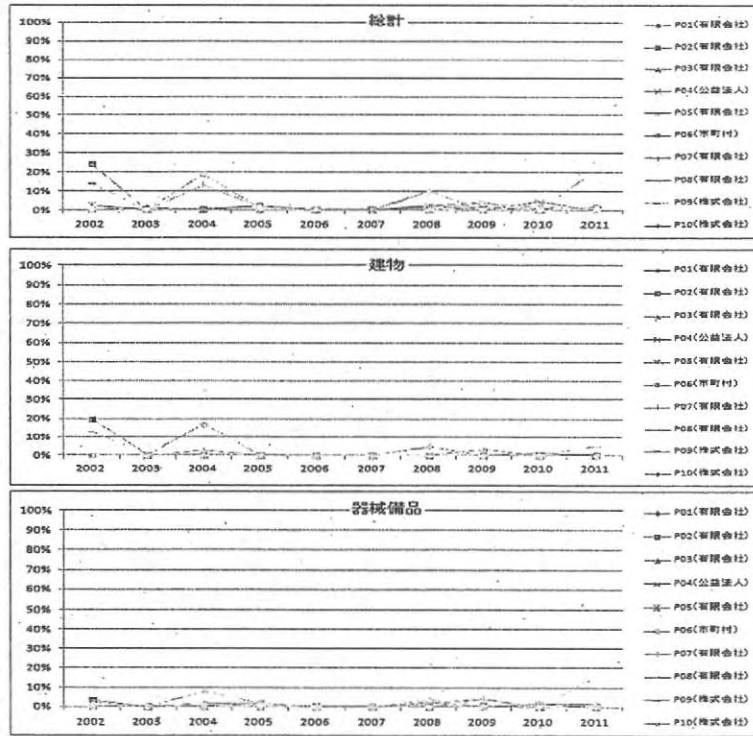 総計
100%
90%
80%
70%
60%
50%
40%
30%
20%
10%
0%
2002 2003 2004 2005 2006 2007 2008 2009 2010 2011
P01(有限会社)
P02(有限会社)
P03(有限会社)
P04(公益法人)
P05(有限会社)
P06(市町村)
P07(有限会社)
P08(有限会社)
P09(株式会社)
P10(株式会社)
建物
100%
90%
80%
70%
60%
50%
40%
30%
20%
10%
0%
2002 2003 2004 2005 2006 2007 2008 2009 2010 2011
P01(有限会社)
P02(有限会社)
P03(有限会社)
P04(公益法人)
P05(有限会社)
P06(市町村)
P07(有限会社)
P08(有限会社)
P09(株式会社)
P10(株式会社)
器械備品
100%
90%
80%
70%
60%
50%
40%
30%
20%
10%
0%
2002 2003 2004 2005 2006 2007 2008 2009 2010 2011
P01(有限会社)
P02(有限会社)
P03(有限会社)
P04(公益法人)
P05(有限会社)
P06(市町村)
P07(有限会社)
P08(有限会社)
P09(株式会社)
P10(株式会社)